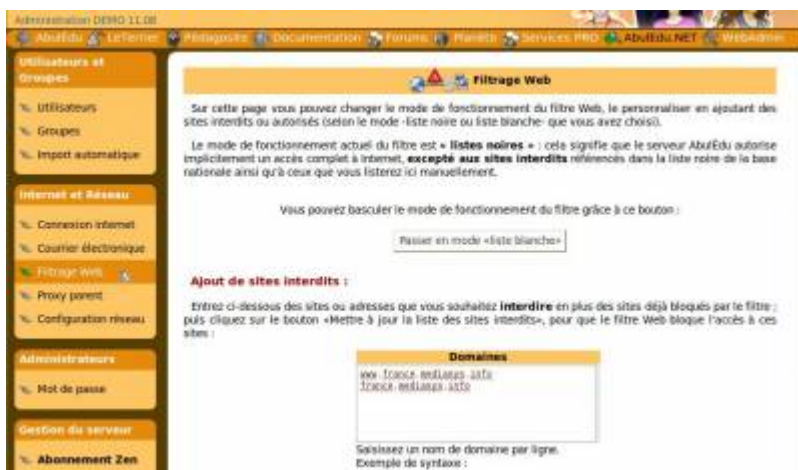 Administration DEMO 11.08
AbulEdu LeTerrier Pédagosite Documentation Forums Planète Services PRO AbulEdu.NET WebAdmin
Utilisateurs et
Groupes
Utilisateurs
Groupes
Import automatique
Internet et Réseau
Connexion internet
Courrier électronique
Filtrage Web
Proxy parent
Configuration réseau
Administrateurs
Mot de passe
Gestion du serveur
Abonnement Zen
Filtrage Web
Sur cette page vous pouvez changer le mode de fonctionnement du filtre Web, le personnaliser en ajoutant des
sites interdits ou autorisés (selon le mode -liste noire ou liste blanche- que vous avez choisi).
Le mode de fonctionnement actuel du filtre est « listes noires » : cela signifie que le serveur AbulEdu autorise
implicitement un accès complet à Internet, excepté aux sites interdits référencés dans la liste noire de la base
nationale ainsi qu'à ceux que vous listerez ici manuellement.
Vous pouvez basculer le mode de fonctionnement du filtre grâce à ce bouton :
Passer en mode «liste blanche»
Ajout de sites interdits :
Entrez ci-dessous des sites ou adresses que vous souhaitez interdire en plus des sites déjà bloqués par le filtre ;
puis cliquez sur le bouton «Mettre à jour la liste des sites interdits», pour que le filtre Web bloque l'accès à ces
sites :
Domaines
Saisissez un nom de domaine par ligne.
Exemple de syntaxe :